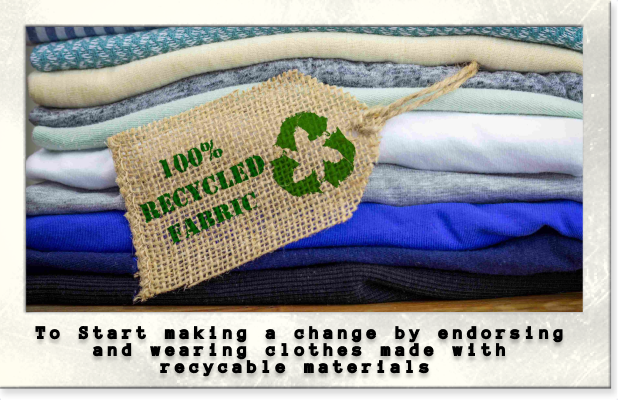 100%
RECYCLED
FABRIC
To Start making a change by endorsing
and wearing clothes made with
recycable materials